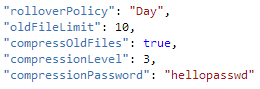 "rolloverPolicy": "Day",
"oldFileLimit": 10,
"compressOldFiles": true,
"compressionLevel": 3,
"compressionPassword": "hellopasswd"